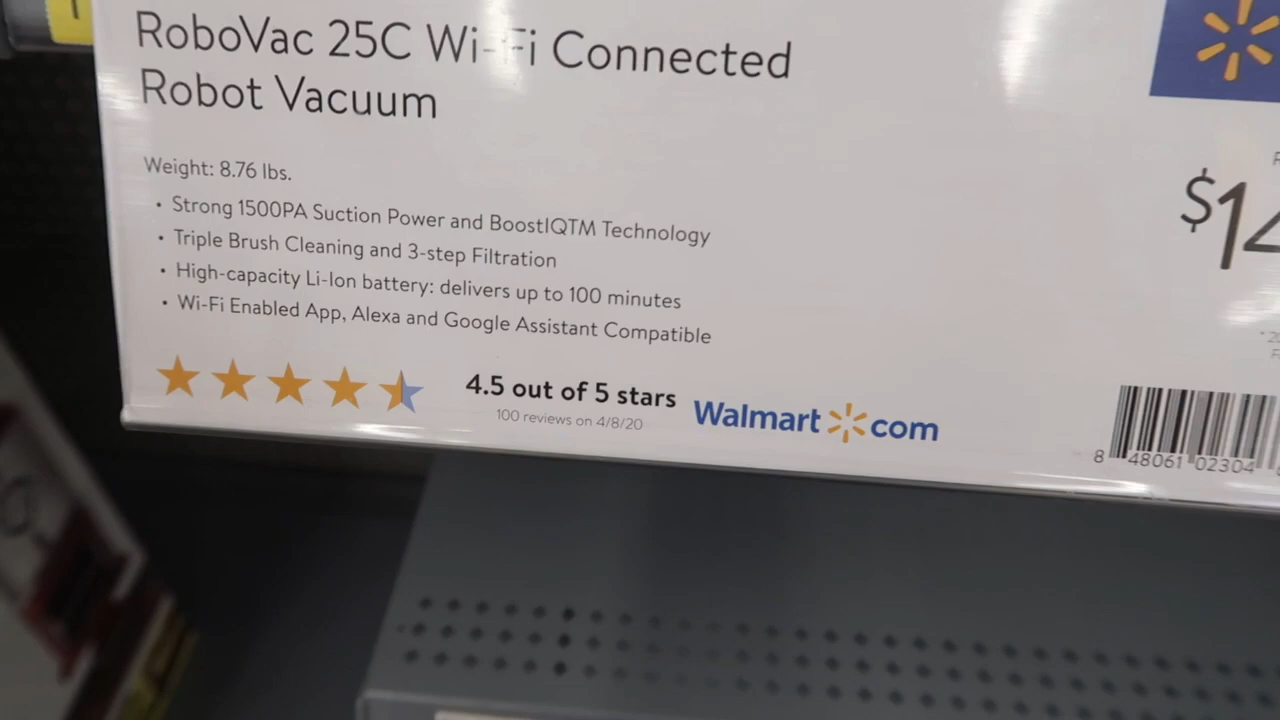 RoboVac 25C Wi-Fi Connected
Robot Vacuum
Weight: 8.76 lbs.
• Strong 1500PA Suction Power and BoostIQTM Technology
• Triple Brush Cleaning and 3-step Filtration
• High-capacity Li-Ion battery: delivers up to 100 minutes
• Wi-Fi Enabled App, Alexa and Google Assistant Compatible
4.5 out of 5 stars
100 reviews on 4/8/20
Walmart com
$14
8 48061 02304